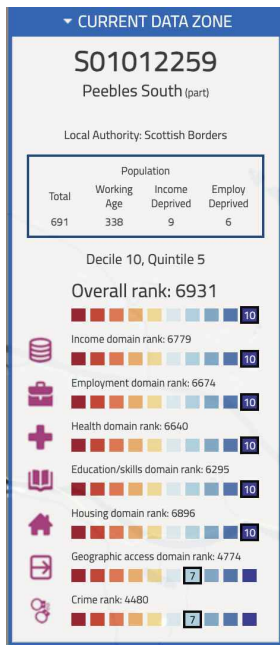 CURRENT DATA ZONE
S01012259
Peebles South (part)
Local Authority: Scottish Borders
Population
Total Working Age Income Deprived Employ Deprived
691 338 9 6
Decile 10, Quintile 5
Overall rank: 6931
10
Income domain rank: 6779
10
Employment domain rank: 6674
10
Health domain rank: 6640
10
Education/skills domain rank: 6295
10
Housing domain rank: 6896
10
Geographic access domain rank: 4774
7
Crime rank: 4480
7